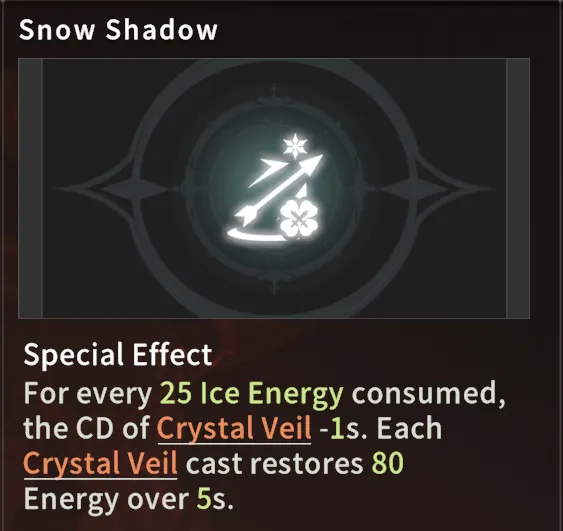 Snow Shadow
Special Effect
For every 25 Ice Energy consumed,
the CD of Crystal Veil -1s. Each
Crystal Veil cast restores 80
Energy over 5s.